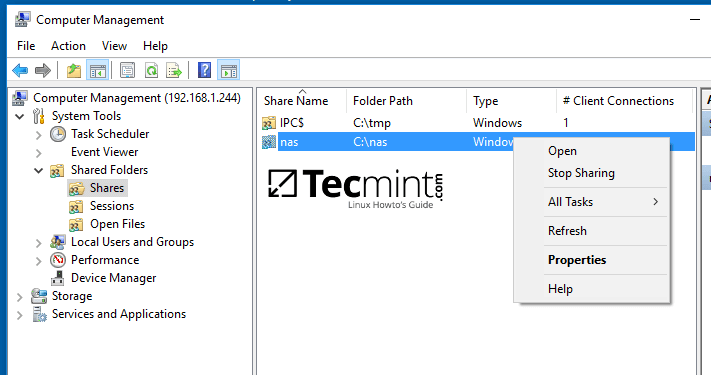 Computer Management
File Action View Help
Computer Management (192.168.1.244)
System Tools
Task Scheduler
Event Viewer
Shared Folders
Shares
Sessions
Open Files
Local Users and Groups
Performance
Device Manager
Storage
Services and Applications
Share Name Folder Path Type # Client Connections
IPC$ C:\tmp Windows 1
nas C:\nas Window
Open
Stop Sharing
All Tasks
Refresh
Properties
Help
Tecmint.com
Linux Howto's Guide
A